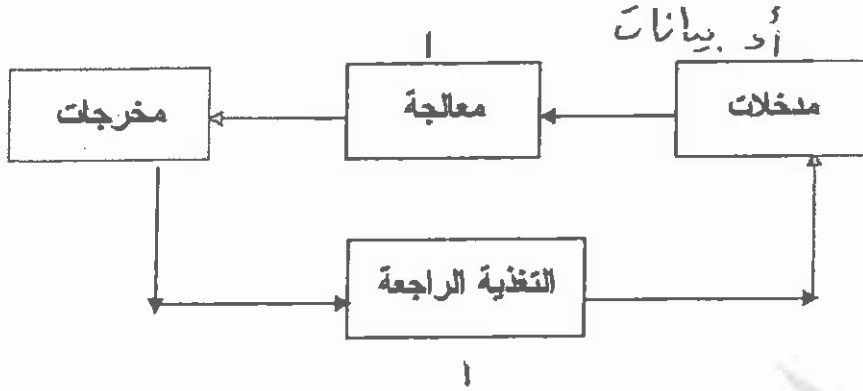 أو بيانات
ا
مدخلات
معالجة
مخرجات
التغذية الراجعة
ا